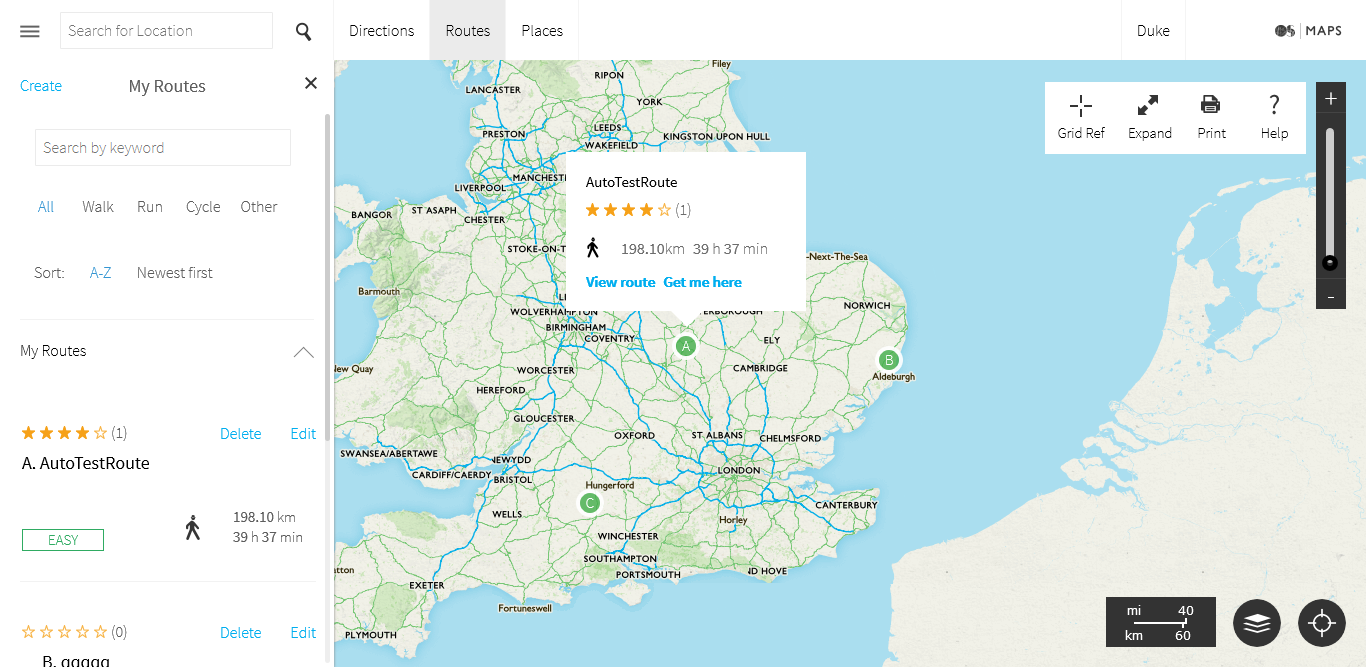 Search for Location
Directions
Routes
Places
Duke
OS | MAPS
Create
My Routes
Search by keyword
All Walk Run Cycle Other
Sort: A-Z Newest first
My Routes
(1)
Delete Edit
A. AutoTestRoute
EASY
198.10 km
39 h 37 min
(0)
Delete Edit
B. qqqqq
Grid Ref
Expand
Print
? Help
+
-
AutoTestRoute
(1)
198.10km 39 h 37 min
View route Get me here
Filey
RIPON
LANCASTER
YORK
PRESTON
LEEDS
KINGSTON UPON HULL
WAKEFIELD
MANCHEST
LIVERPOOL
BANGOR
ST ASAPH
CHESTER
STOKE-ON-T
-Next-The-Sea
Barmouth
NORWICH
WOLVERHAMPTON
ERBOROUGH
BIRMINGHAM
COVENTRY
ELY
A
B
New Quay
WORCESTER
CAMBRIDGE
Aldeburgh
HEREFORD
GLOUCESTER
OXFORD
ST ALBANS
CHELMSFORD
SWANSEA/ABERTAWE
NEWYDD
LONDON
CARDIFF/CAERDY
BRISTOL
Hungerford
C
CANTERBURY
WELLS
Horley
WINCHESTER
SOUTHAMPTON
PORTSMOUTH
ND HOVE
atton
EXETER
Fortuneswell
PLYMOUTH
mi 40
km 60